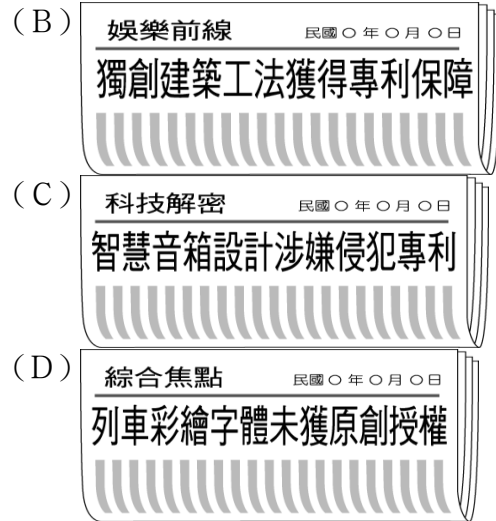 （B）
娛樂前線 民國○年○月○日
獨創建築工法獲得專利保障
（C）
科技解密 民國○年○月○日
智慧音箱設計涉嫌侵犯專利
（D）
綜合焦點 民國○年○月○日
列車彩繪字體未獲原創授權